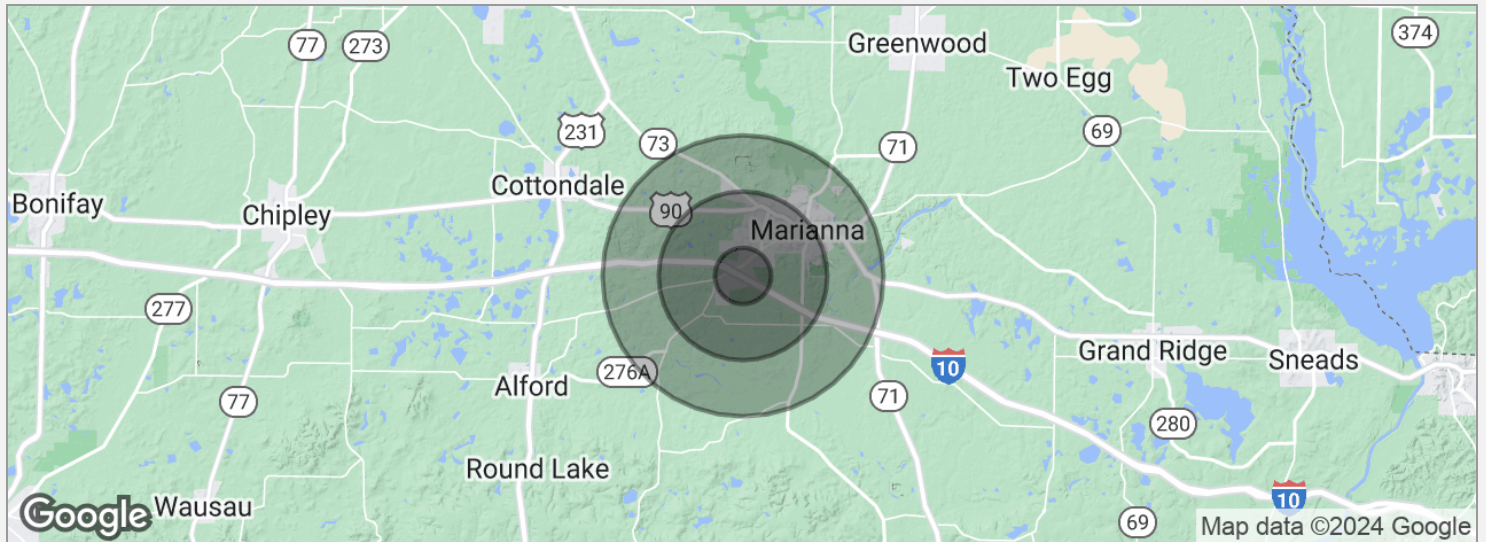 77
273
Greenwood
374
Two Egg
231
73
69
71
Cottondale
Bonifay
Chipley
90
Marianna
277
10
Grand Ridge
Sneads
276A
Alford
77
71
280
Round Lake
10
Wausau
Google
69
Map data ©2024 Google